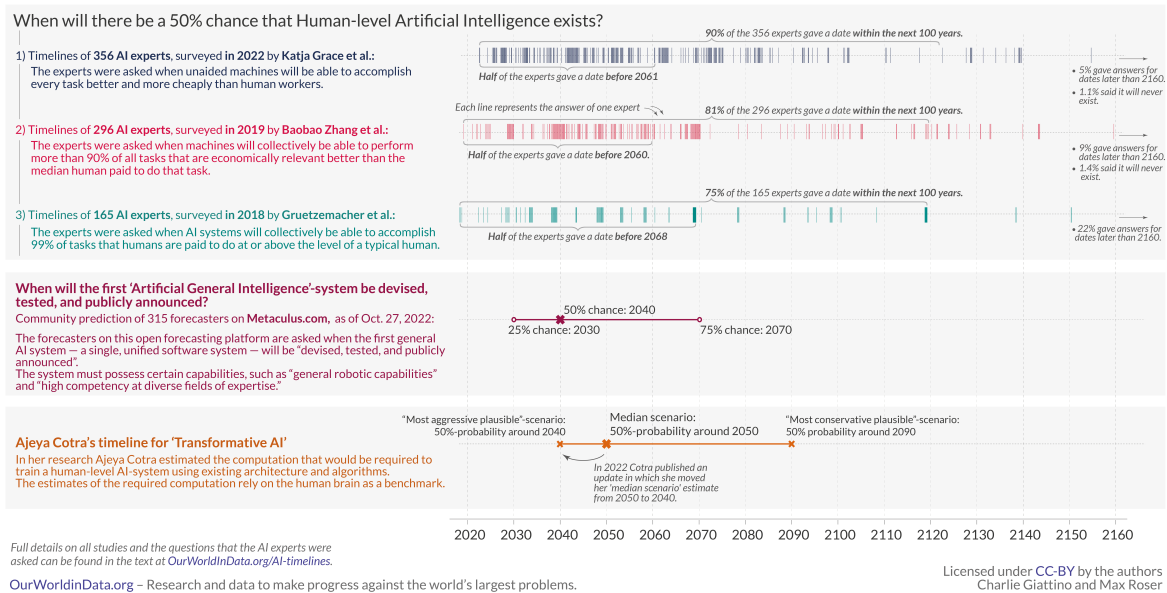 When will there be a 50% chance that Human-level Artificial Intelligence exists?
90% of the 356 experts gave a date within the next 100 years.
1) Timelines of 356 AI experts, surveyed in 2022 by Katja Grace et al.:
The experts were asked when unaided machines will be able to accomplish
every task better and more cheaply than human workers.
Half of the experts gave a date before 2061
• 5% gave answers for
dates later than 2160.
• 1.1% said it will never
exist.
Each line represents the answer of one expert
81% of the 296 experts gave a date within the next 100 years.
2) Timelines of 296 AI experts, surveyed in 2019 by Baobao Zhang et al.:
The experts were asked when machines will collectively be able to perform
more than 90% of all tasks that are economically relevant better than the
median human paid to do that task.
Half of the experts gave a date before 2060.
• 9% gave answers for
dates later than 2160.
• 1.4% said it will never
exist.
75% of the 165 experts gave a date within the next 100 years.
3) Timelines of 165 AI experts, surveyed in 2018 by Gruetzemacher et al.:
The experts were asked when AI systems will collectively be able to accomplish
99% of tasks that humans are paid to do at or above the level of a typical human.
Half of the experts gave a date before 2068
• 22% gave answers for
dates later than 2160.
When will the first ‘Artificial General Intelligence’-system be devised,
tested, and publicly announced?
Community prediction of 315 forecasters on Metaculus.com, as of Oct. 27, 2022:
The forecasters on this open forecasting platform are asked when the first general
AI system — a single, unified software system — will be “devised, tested, and publicly
announced”.
The system must possess certain capabilities, such as “general robotic capabilities”
and “high competency at diverse fields of expertise.”
50% chance: 2040
25% chance: 2030
75% chance: 2070
Ajeya Cotra’s timeline for ‘Transformative AI’
In her research Ajeya Cotra estimated the computation that would be required to
train a human-level AI-system using existing architecture and algorithms.
The estimates of the required computation rely on the human brain as a benchmark.
“Most aggressive plausible”-scenario:
50%-probability around 2040
Median scenario:
50%-probability around 2050
“Most conservative plausible”-scenario:
50% probability around 2090
In 2022 Cotra published an
update in which she moved
her ‘median scenario’ estimate
from 2050 to 2040.
2020 2030 2040 2050 2060 2070 2080 2090 2100 2110 2120 2130 2140 2150 2160
Full details on all studies and the questions that the AI experts were
asked can be found in the text at OurWorldInData.org/AI-timelines.
OurWorldinData.org – Research and data to make progress against the world’s largest problems.
Licensed under CC-BY by the authors
Charlie Giattino and Max Roser